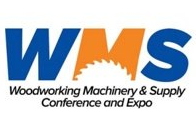 WMS
Woodworking Machinery & Supply
Conference and Expo